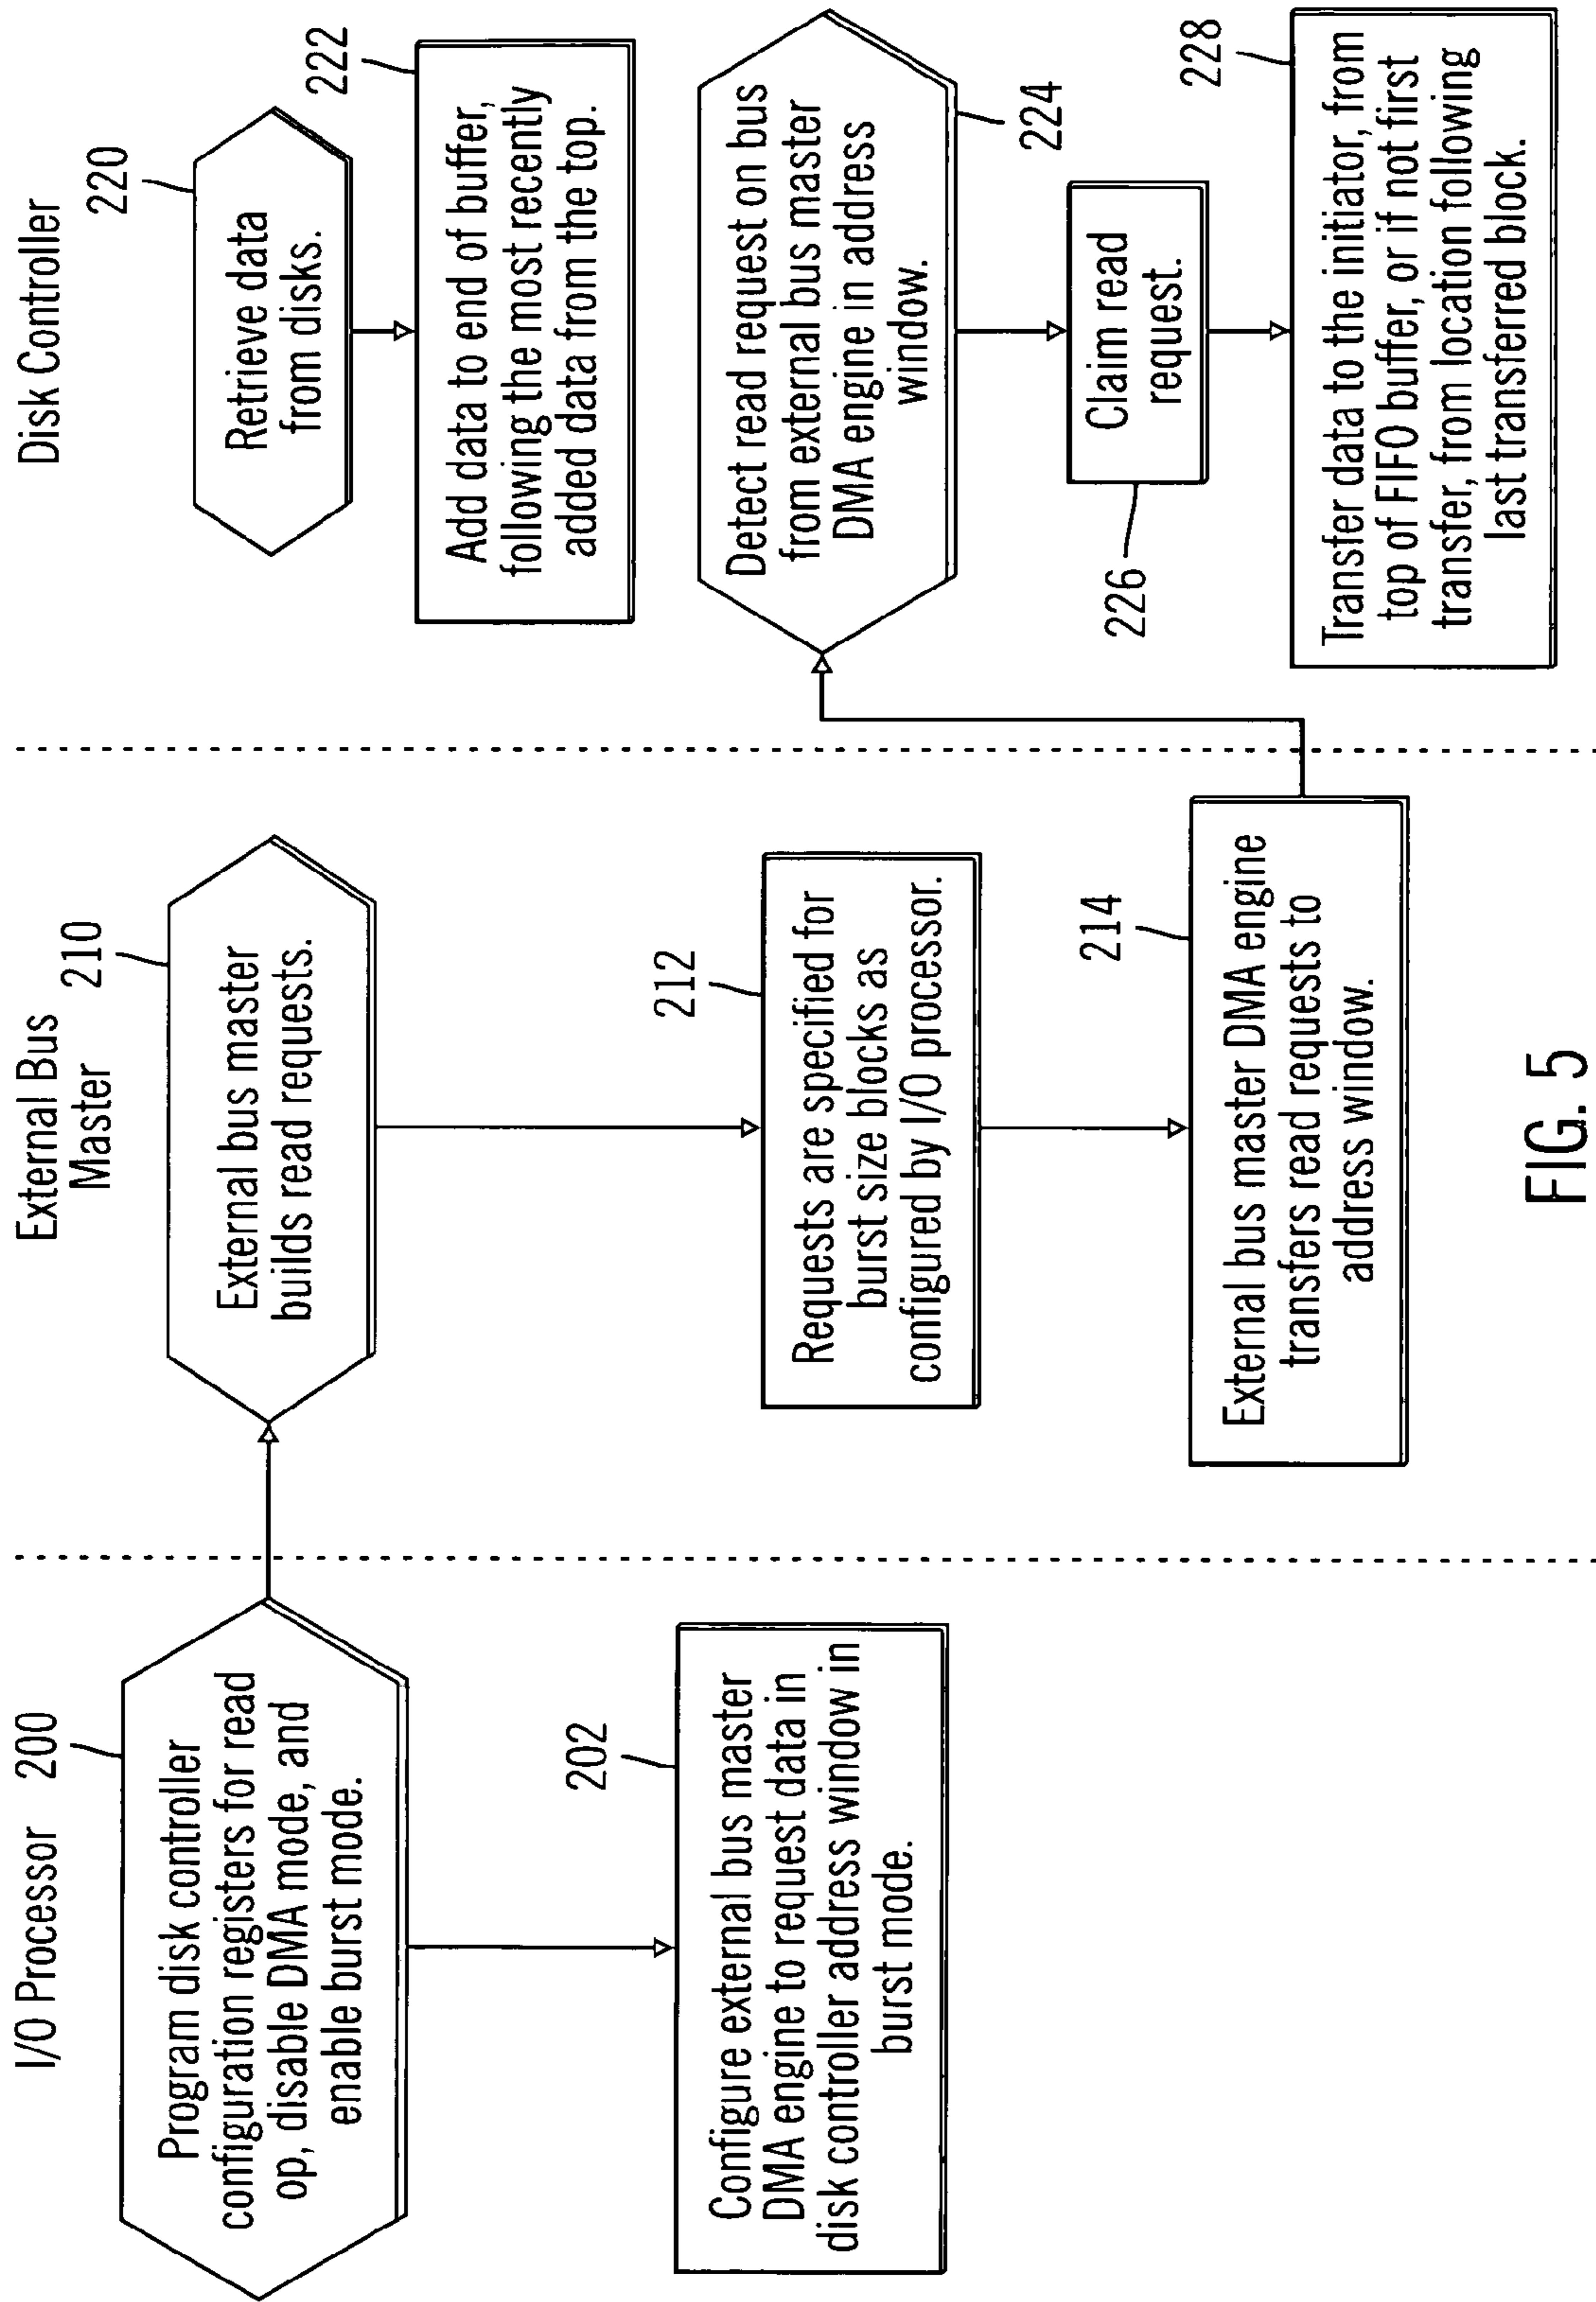 I/O Processor
200
Program disk controller
configuration registers for read
op, disable DMA mode, and
enable burst mode.
202
Configure external bus master
DMA engine to request data in
disk controller address window in
burst mode.
External Bus
Master
210
External bus master
builds read requests.
212
Requests are specified for
burst size blocks as
configured by I/O processor.
214
External bus master DMA engine
transfers read requests to
address window.
Disk Controller
220
Retrieve data
from disks.
222
Add data to end of buffer,
following the most recently
added data from the top.
Detect read request on bus
from external bus master
DMA engine in address
window.
224
Claim read
request.
226
228
Transfer data to the initiator, from
top of FIFO buffer, or if not first
transfer, from location following
last transferred block.
FIG. 5